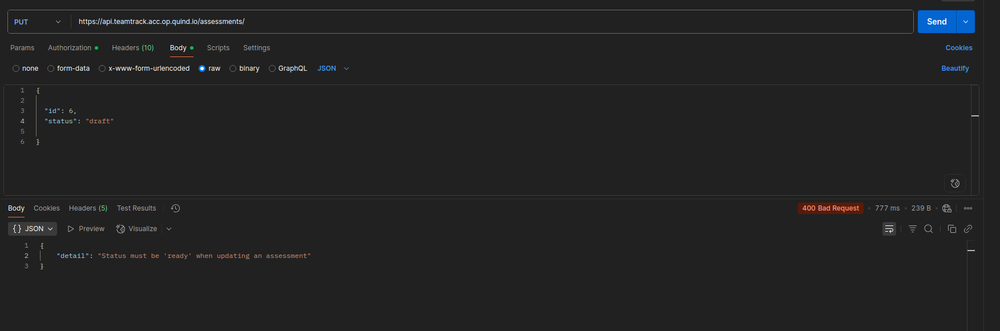 PUT https://api.teamtrack.acc.op.quind.io/assessments/ Send
Params Authorization Headers (10) Body Scripts Settings Cookies
none form-data x-www-form-urlencoded raw binary GraphQL JSON Beautify
1 {
2
3 "id": 6,
4 "status": "draft"
5
6 }
Body Cookies Headers (5) Test Results 400 Bad Request 777 ms 239 B
{} JSON Preview Visualize
1 {
2 "detail": "Status must be 'ready' when updating an assessment"
3 }